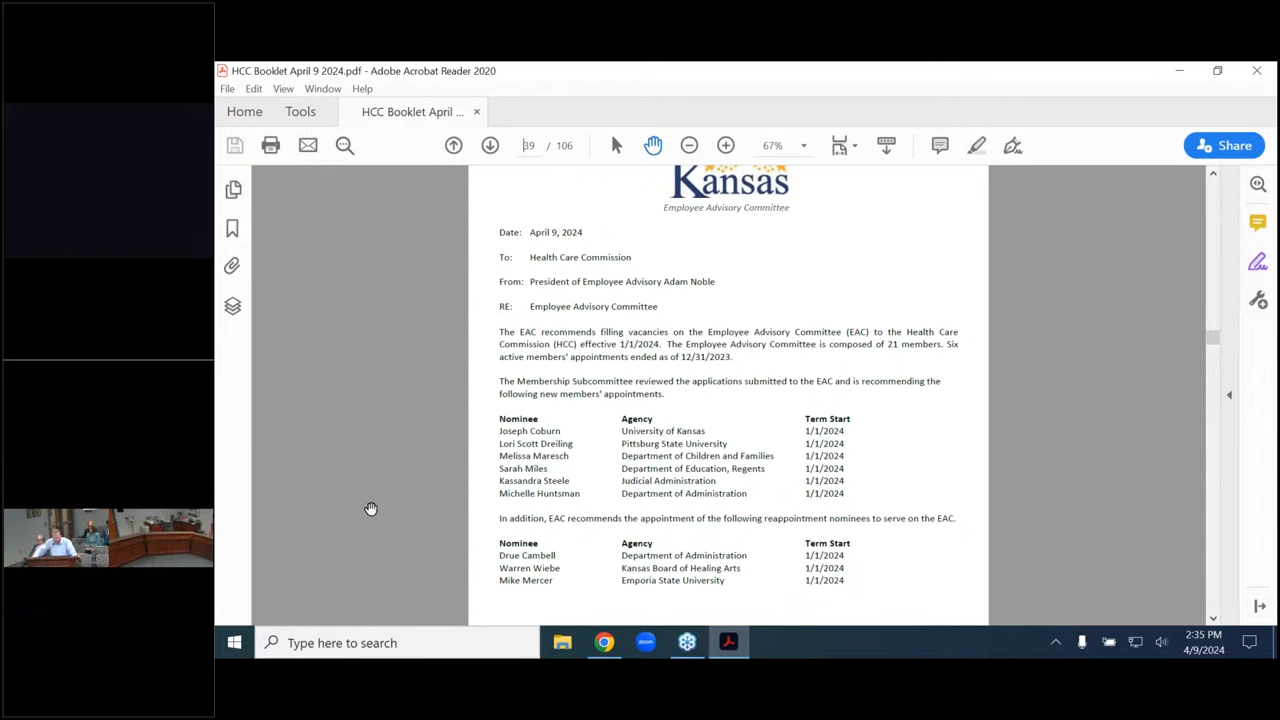 HCC Booklet April 9 2024.pdf - Adobe Acrobat Reader 2020
File Edit View Window Help
Home Tools HCC Booklet April ... ×
39 / 106 67% Share
Kansas
Employee Advisory Committee
Date: April 9, 2024
To: Health Care Commission
From: President of Employee Advisory Adam Noble
RE: Employee Advisory Committee
The EAC recommends filling vacancies on the Employee Advisory Committee (EAC) to the Health Care
Commission (HCC) effective 1/1/2024. The Employee Advisory Committee is composed of 21 members. Six
active members' appointments ended as of 12/31/2023.
The Membership Subcommittee reviewed the applications submitted to the EAC and is recommending the
following new members' appointments.
Nominee Agency Term Start
Joseph Coburn University of Kansas 1/1/2024
Lori Scott Dreiling Pittsburg State University 1/1/2024
Melissa Maresch Department of Children and Families 1/1/2024
Sarah Miles Department of Education, Regents 1/1/2024
Kassandra Steele Judicial Administration 1/1/2024
Michelle Huntsman Department of Administration 1/1/2024
In addition, EAC recommends the appointment of the following reappointment nominees to serve on the EAC.
Nominee Agency Term Start
Drue Cambell Department of Administration 1/1/2024
Warren Wiebe Kansas Board of Healing Arts 1/1/2024
Mike Mercer Emporia State University 1/1/2024
Type here to search
zoom
2:35 PM
4/9/2024